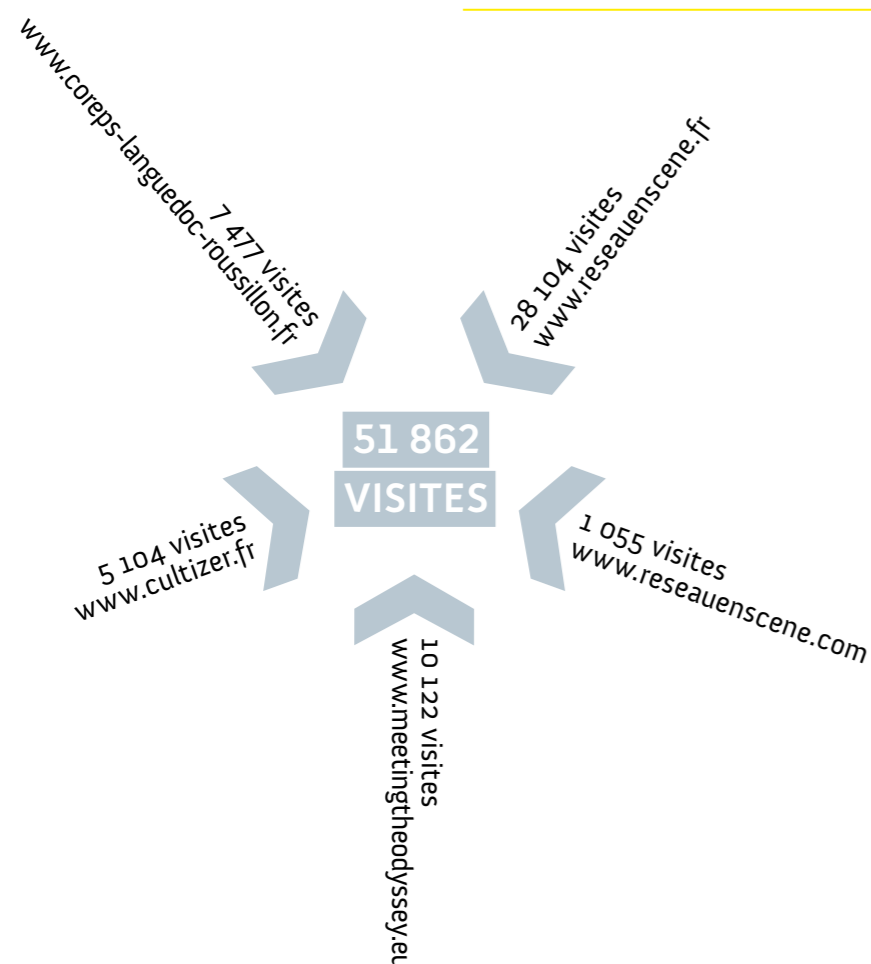 7 477 visites
www.coreps-languedoc-roussillon.fr
28 104 visites
www.reseauenscene.fr
51 862
VISITES
5 104 visites
www.cultizer.fr
1 055 visites
www.reseauenscene.com
10 122 visites
www.meetingtheodyssey.eu